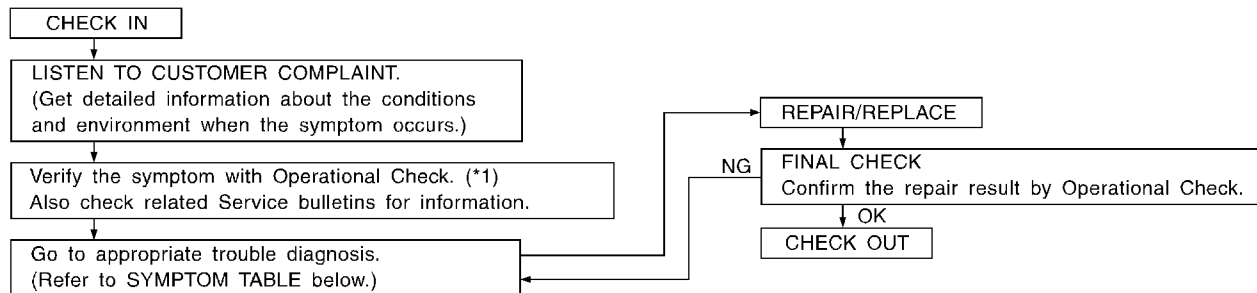 CHECK IN
LISTEN TO CUSTOMER COMPLAINT.
(Get detailed information about the conditions
and environment when the symptom occurs.)
Verify the symptom with Operational Check. (*1)
Also check related Service bulletins for information.
Go to appropriate trouble diagnosis.
(Refer to SYMPTOM TABLE below.)
REPAIR/REPLACE
NG
FINAL CHECK
Confirm the repair result by Operational Check.
OK
CHECK OUT